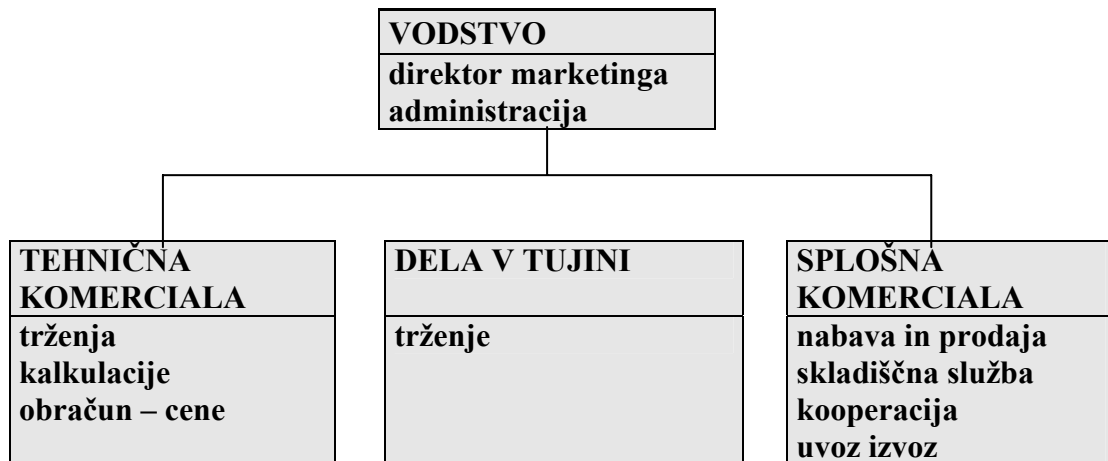 VODSTVO
direktor marketinga
administracija
TEHNIČNA
KOMERCIALA
trženja
kalkulacije
obračun – cene
DELA V TUJINI
trženje
SPLOŠNA
KOMERCIALA
nabava in prodaja
skladiščna služba
kooperacija
uvoz izvoz